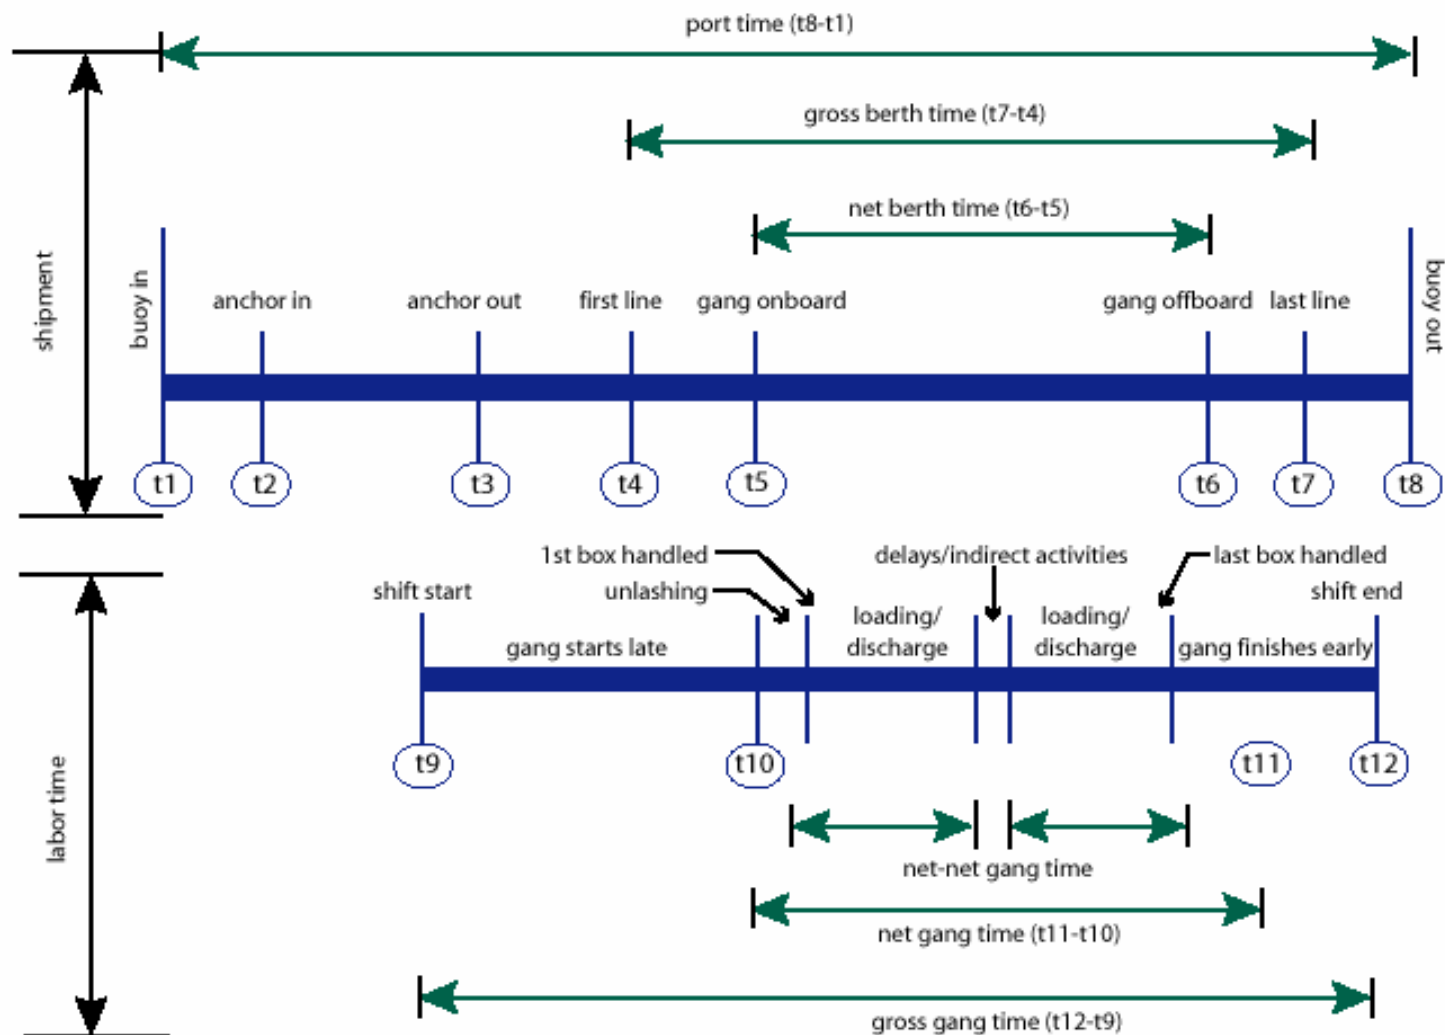 port time (t8-t1)
gross berth time (t7-t4)
net berth time (t6-t5)
shipment
buoy in
anchor in
anchor out
first line
gang onboard
gang offboard
last line
buoy out
t1
t2
t3
t4
t5
t6
t7
t8
1st box handled
delays/indirect activities
last box handled
shift start
unlashing
shift end
loading/
discharge
loading/
discharge
gang starts late
gang finishes early
labor time
t9
t10
t11
t12
net-net gang time
net gang time (t11-t10)
gross gang time (t12-t9)